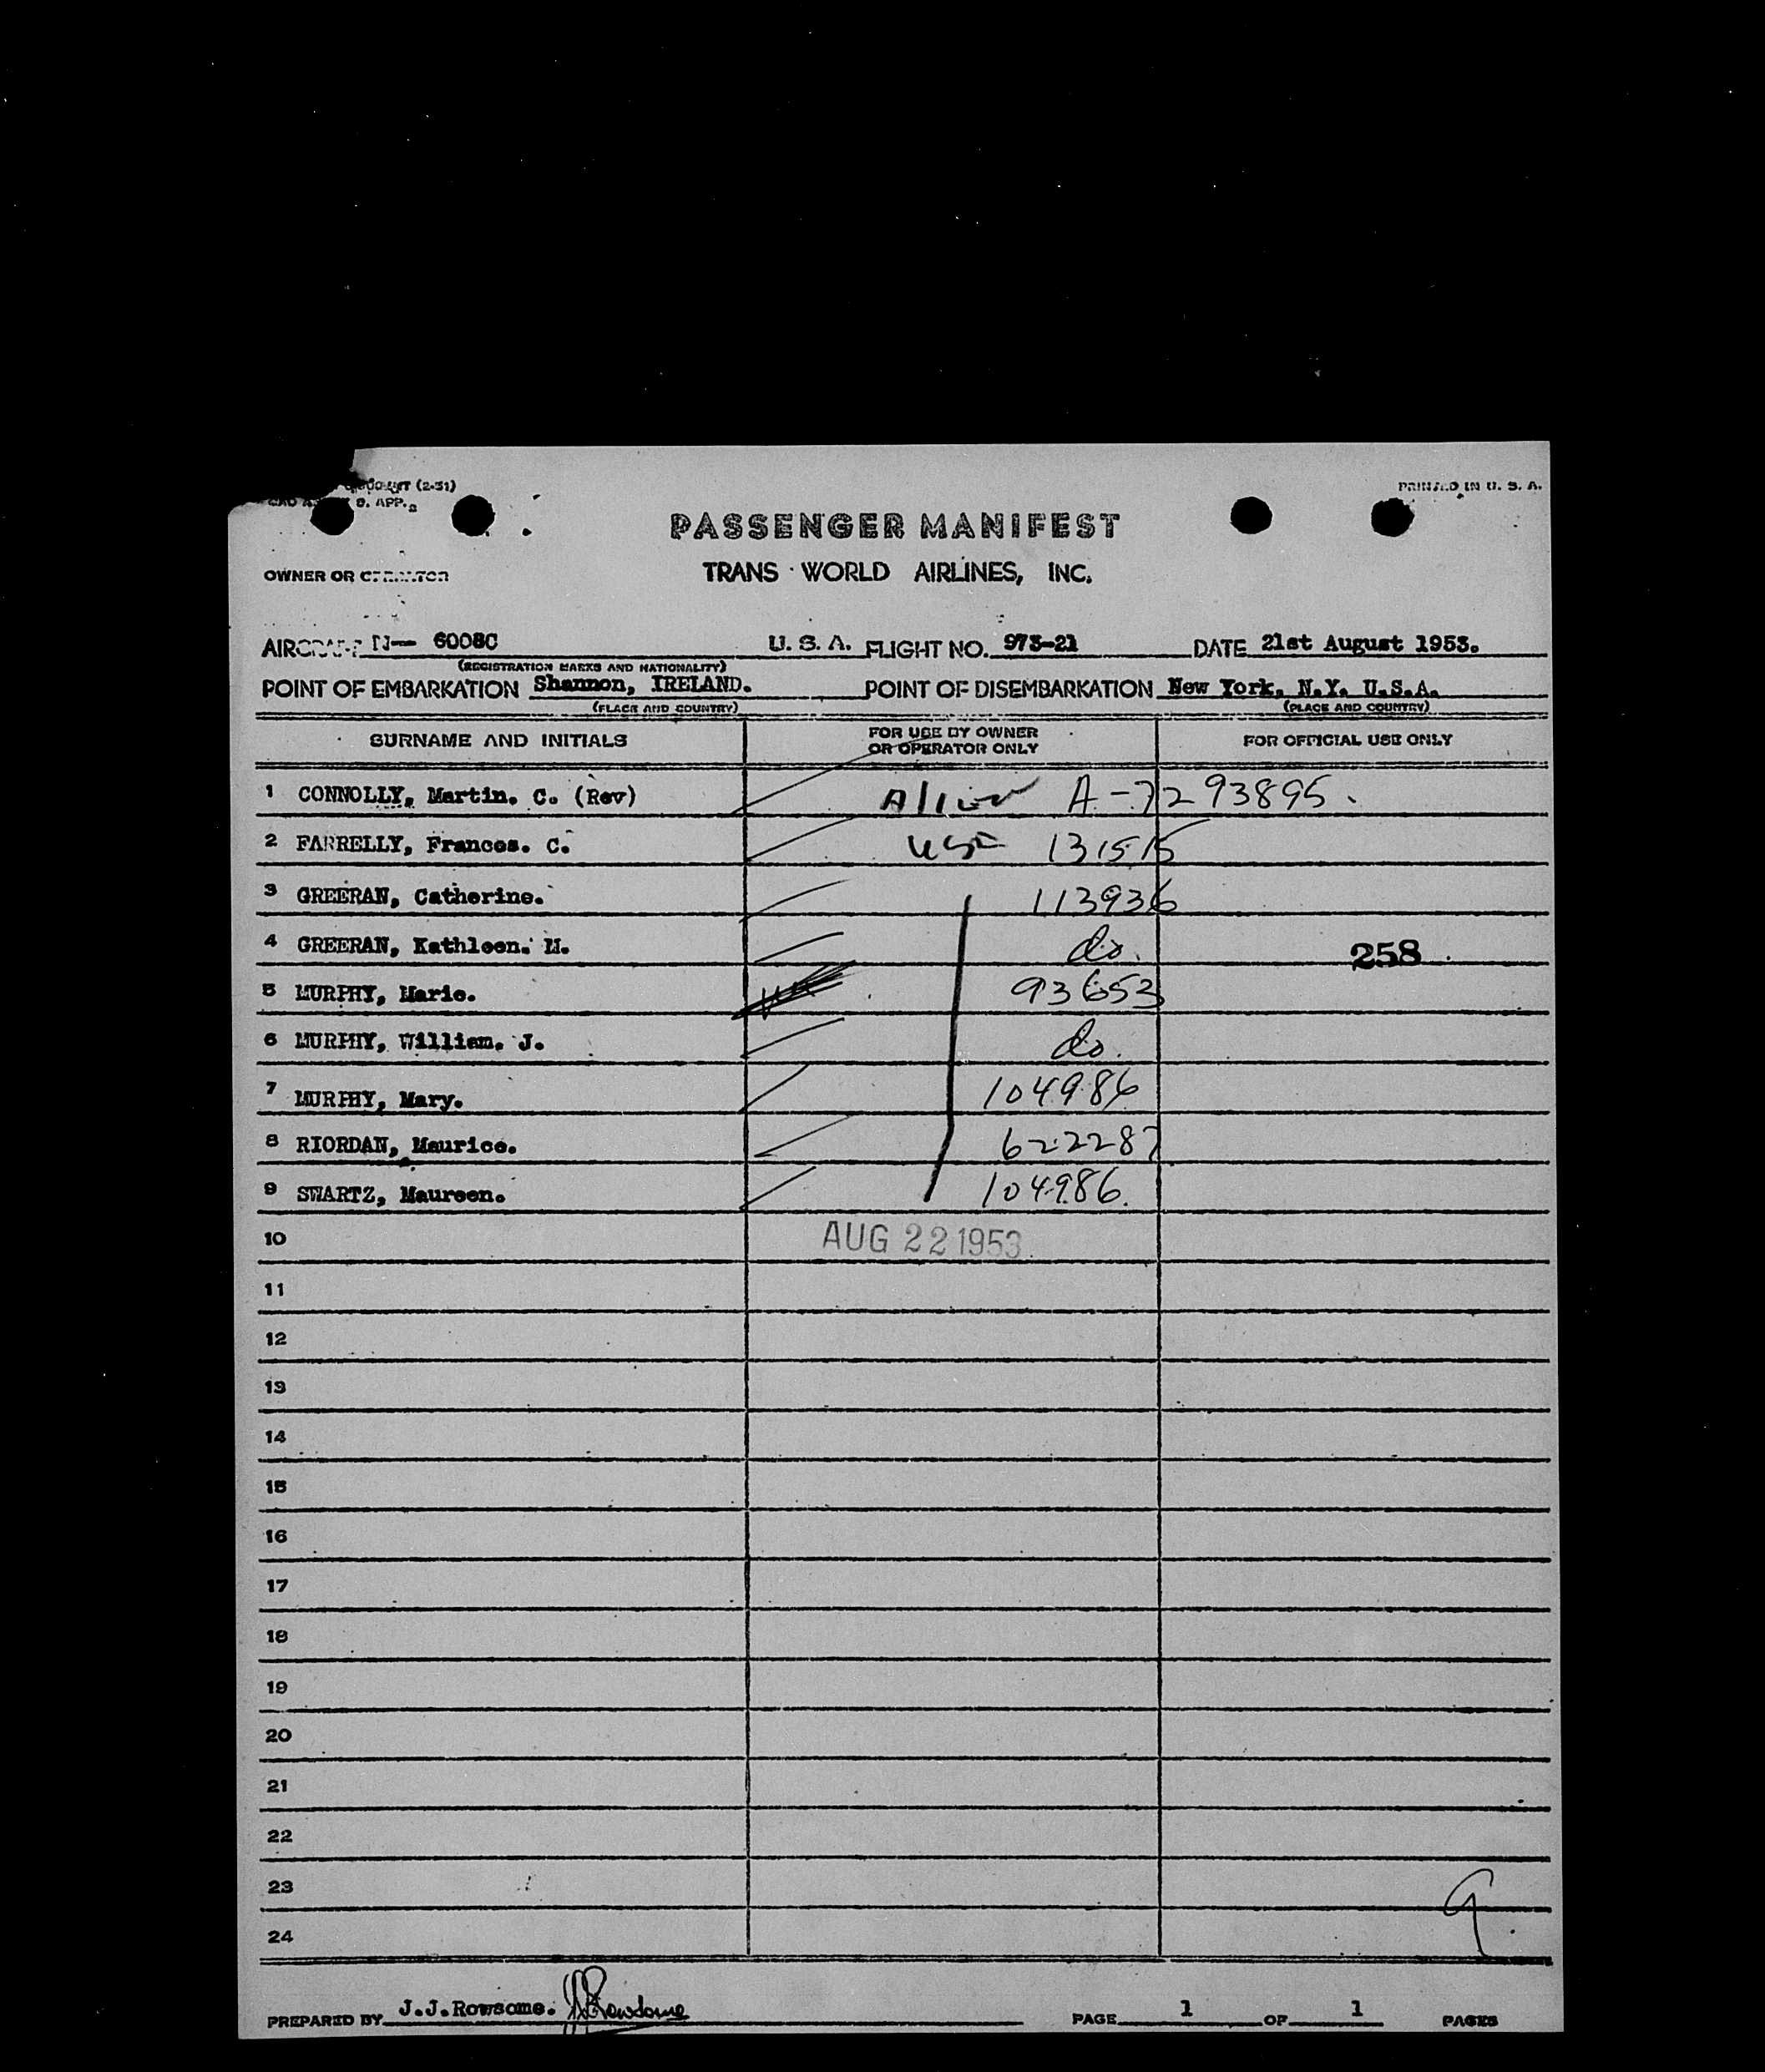 (2-51)
PRINTED IN U. S. A.
D. APP.
PASSENGER MANIFEST
OWNER OR OPERATOR
TRANS WORLD AIRLINES, INC.
AIRCRAFT N— 6008C U. S. A. FLIGHT NO. 973-21 DATE 21st August 1953.
(REGISTRATION MARKS AND NATIONALITY)
POINT OF EMBARKATION Shannon, IRELAND. POINT OF DISEMBARKATION New York, N.Y. U.S.A.
(PLACE AND COUNTRY) (PLACE AND COUNTRY)
SURNAME AND INITIALS FOR USE BY OWNER OR OPERATOR ONLY FOR OFFICIAL USE ONLY
1 CONNOLLY, Martin. C. (Rev) Alien A-7293895.
2 FARRELLY, Frances. C. 131515
3 GREERAN, Catherine. 113936
4 GREERAN, Kathleen. M. do. 258
5 MURPHY, Marie. 93653
6 MURPHY, William. J. do.
7 MURPHY, Mary. 104986
8 RIORDAN, Maurice. 622287
9 SWARTZ, Maureen. 104986.
10 AUG 22 1953
11
12
13
14
15
16
17
18
19
20
21
22
23
24
9
PREPARED BY J.J.Rowsome. JJRowsome PAGE 1 OF 1 PAGES